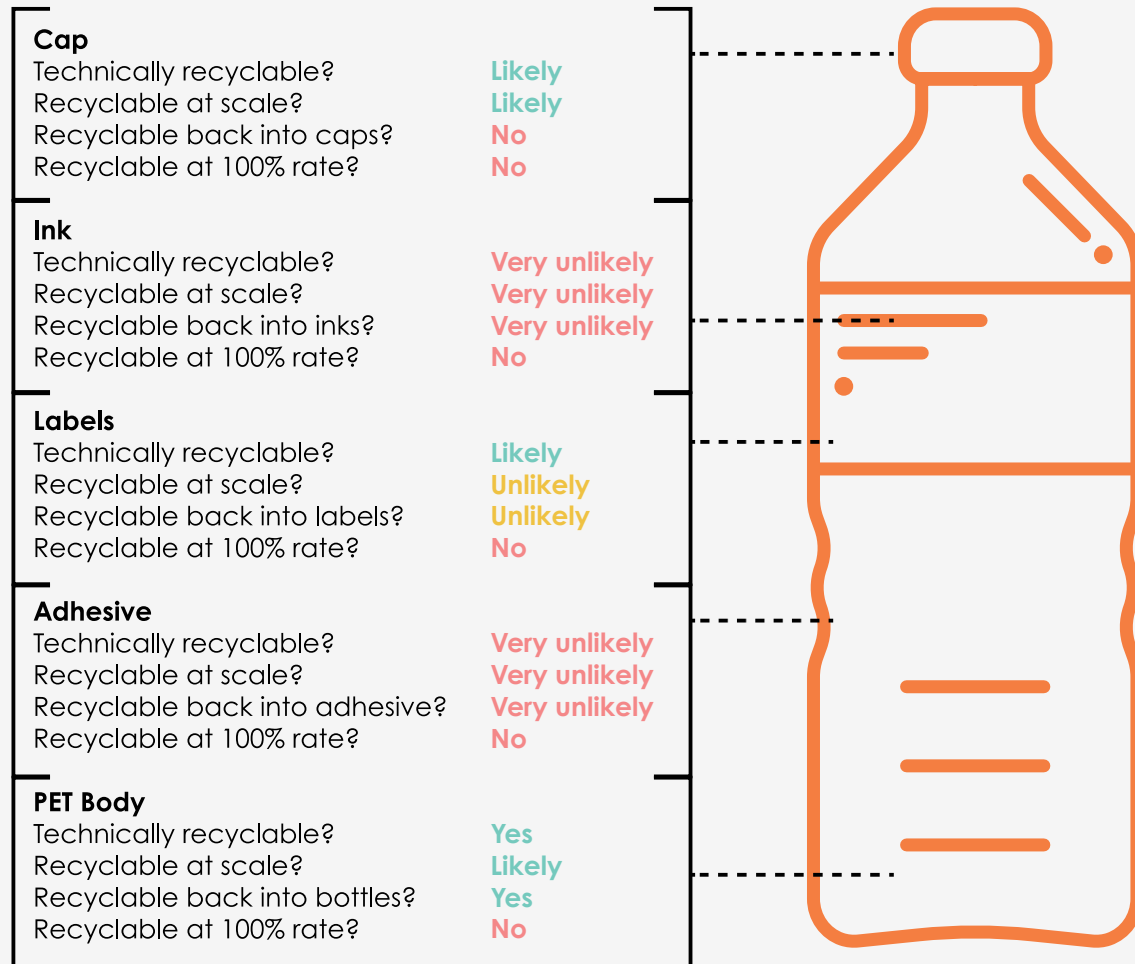 Cap
Technically recyclable? Likely
Recyclable at scale? Likely
Recyclable back into caps? No
Recyclable at 100% rate? No
Ink
Technically recyclable? Very unlikely
Recyclable at scale? Very unlikely
Recyclable back into inks? Very unlikely
Recyclable at 100% rate? No
Labels
Technically recyclable? Likely
Recyclable at scale? Unlikely
Recyclable back into labels? Unlikely
Recyclable at 100% rate? No
Adhesive
Technically recyclable? Very unlikely
Recyclable at scale? Very unlikely
Recyclable back into adhesive? Very unlikely
Recyclable at 100% rate? No
PET Body
Technically recyclable? Yes
Recyclable at scale? Likely
Recyclable back into bottles? Yes
Recyclable at 100% rate? No